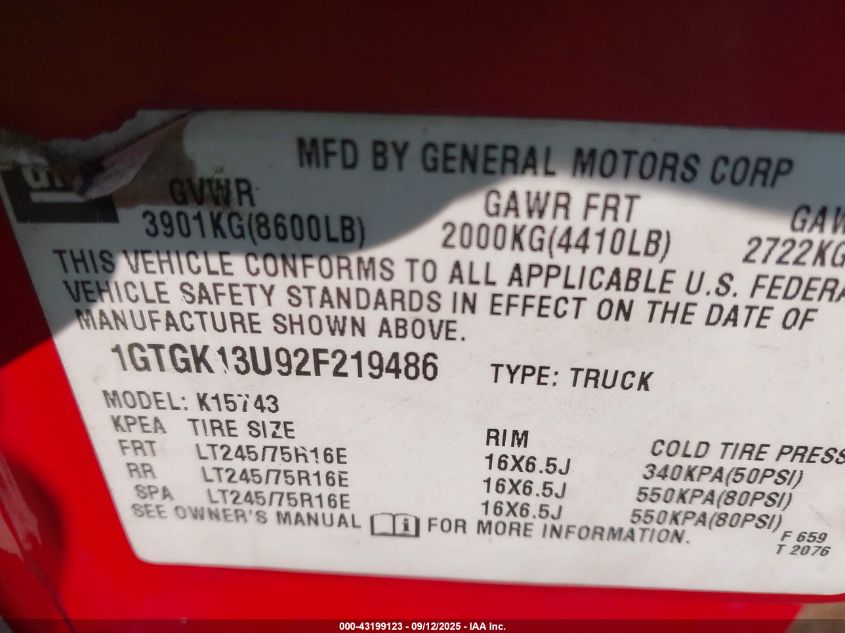 MFD BY GENERAL MOTORS CORP
GM
GVWR GAWR FRT GAW
3901KG(8600LB) 2000KG(4410LB) 2722KG
THIS VEHICLE CONFORMS TO ALL APPLICABLE U.S. FEDERA
VEHICLE SAFETY STANDARDS IN EFFECT ON THE DATE OF
MANUFACTURE SHOWN ABOVE.
1GTGK13U92F219486 TYPE: TRUCK
MODEL: K15743
KPEA TIRE SIZE RIM COLD TIRE PRESS
FRT LT245/75R16E 16X6.5J 340KPA(50PSI)
RR LT245/75R16E 16X6.5J 550KPA(80PSI)
SPA LT245/75R16E 16X6.5J 550KPA(80PSI)
SEE OWNER'S MANUAL FOR MORE INFORMATION.
F 659
T 2076
000-43199123 - 09/12/2025 - IAA Inc.